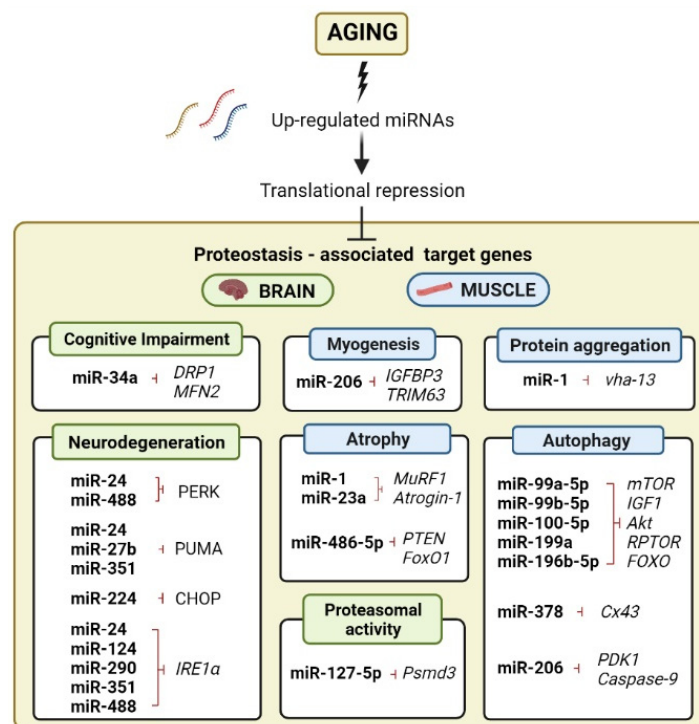 AGING
Up-regulated miRNAs
Translational repression
Proteostasis - associated target genes
BRAIN
MUSCLE
Cognitive Impairment
miR-34a
DRP1
MFN2
Myogenesis
miR-206
IGFBP3
TRIM63
Protein aggregation
miR-1
vha-13
Neurodegeneration
miR-24
miR-488
PERK
miR-24
miR-27b
miR-351
PUMA
miR-224
CHOP
miR-24
miR-124
miR-290
miR-351
miR-488
IRE1α
Atrophy
miR-1
miR-23a
MuRF1
Atrogin-1
miR-486-5p
PTEN
FoxO1
Proteasomal
activity
miR-127-5p
Psmd3
Autophagy
miR-99a-5p
miR-99b-5p
miR-100-5p
miR-199a
miR-196b-5p
mTOR
IGF1
Akt
RPTOR
FOXO
miR-378
Cx43
miR-206
PDK1
Caspase-9